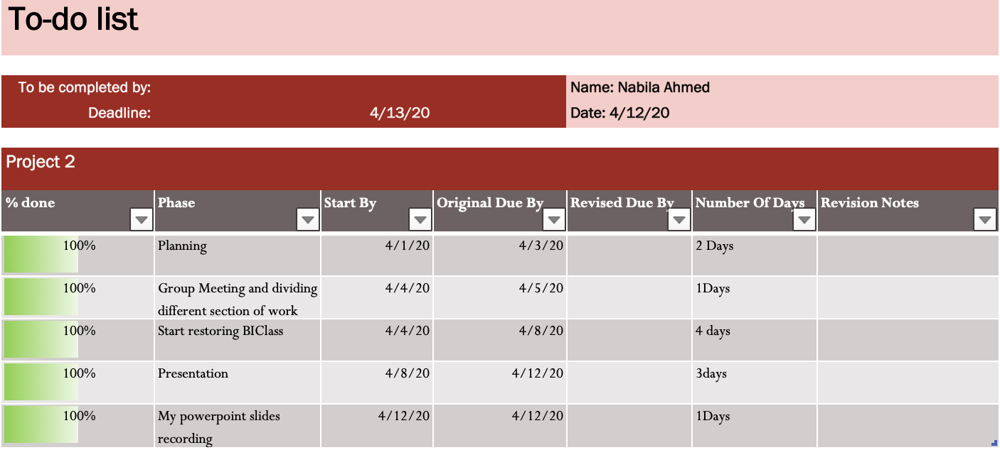 To-do list
To be completed by:
Name: Nabila Ahmed
Deadline: 4/13/20
Date: 4/12/20
Project 2
% done Phase Start By Original Due By Revised Due By Number Of Days Revision Notes
100% Planning 4/1/20 4/3/20 2 Days
100% Group Meeting and dividing 4/4/20 4/5/20 1Days
different section of work
100% Start restoring BIClass 4/4/20 4/8/20 4 days
100% Presentation 4/8/20 4/12/20 3days
100% My powerpoint slides 4/12/20 4/12/20 1Days
recording